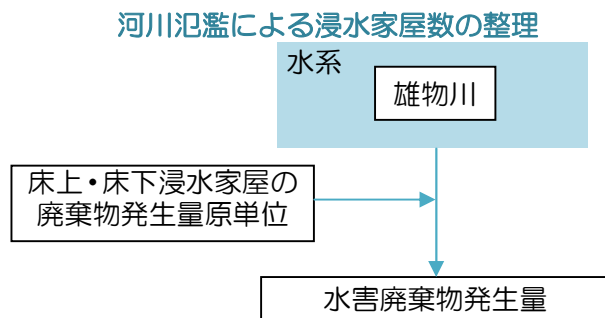 河川氾濫による浸水家屋数の整理
水系
雄物川
床上・床下浸水家屋の
廃棄物発生量原単位
水害廃棄物発生量